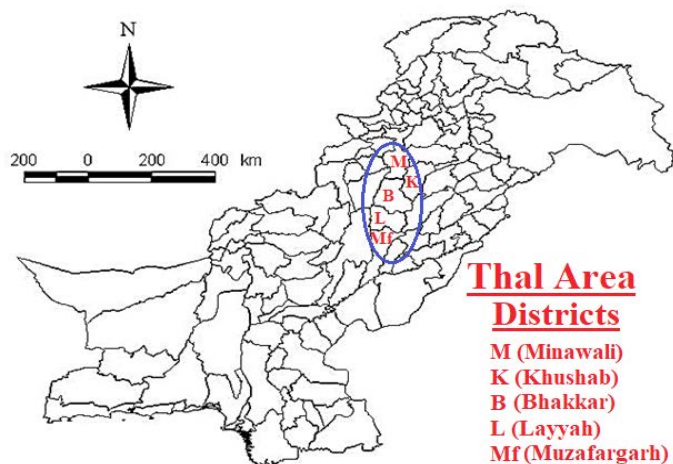 N
200 0 200 400 km
M
K
B
L
Mf
Thal Area
Districts
M (Minawali)
K (Khushab)
B (Bhakkar)
L (Layyah)
Mf (Muzafargarh)